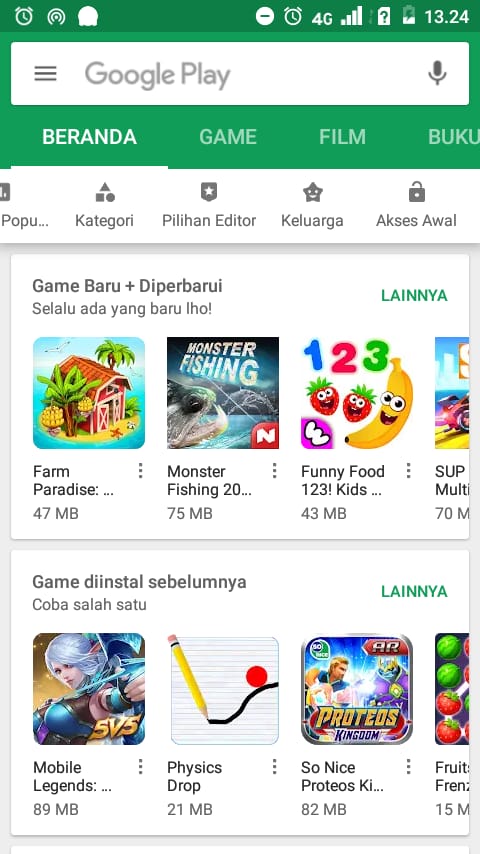 4G 13.24
Google Play
BERANDA GAME FILM BUKU
Popu... Kategori Pilihan Editor Keluarga Akses Awal
Game Baru + Diperbarui
LAINNYA
Selalu ada yang baru lho!
MONSTER
FISHING
1 2 3
Farm
Paradise: ...
47 MB
Monster
Fishing 20...
75 MB
Funny Food
123! Kids ...
43 MB
SUP
Multi
70 M
Game diinstal sebelumnya
LAINNYA
Coba salah satu
5V5
SO NICE
AR
PROTEOS
KINGDOM
Mobile
Legends: ...
89 MB
Physics
Drop
21 MB
So Nice
Proteos Ki...
82 MB
Fruits
Frenz
15 M